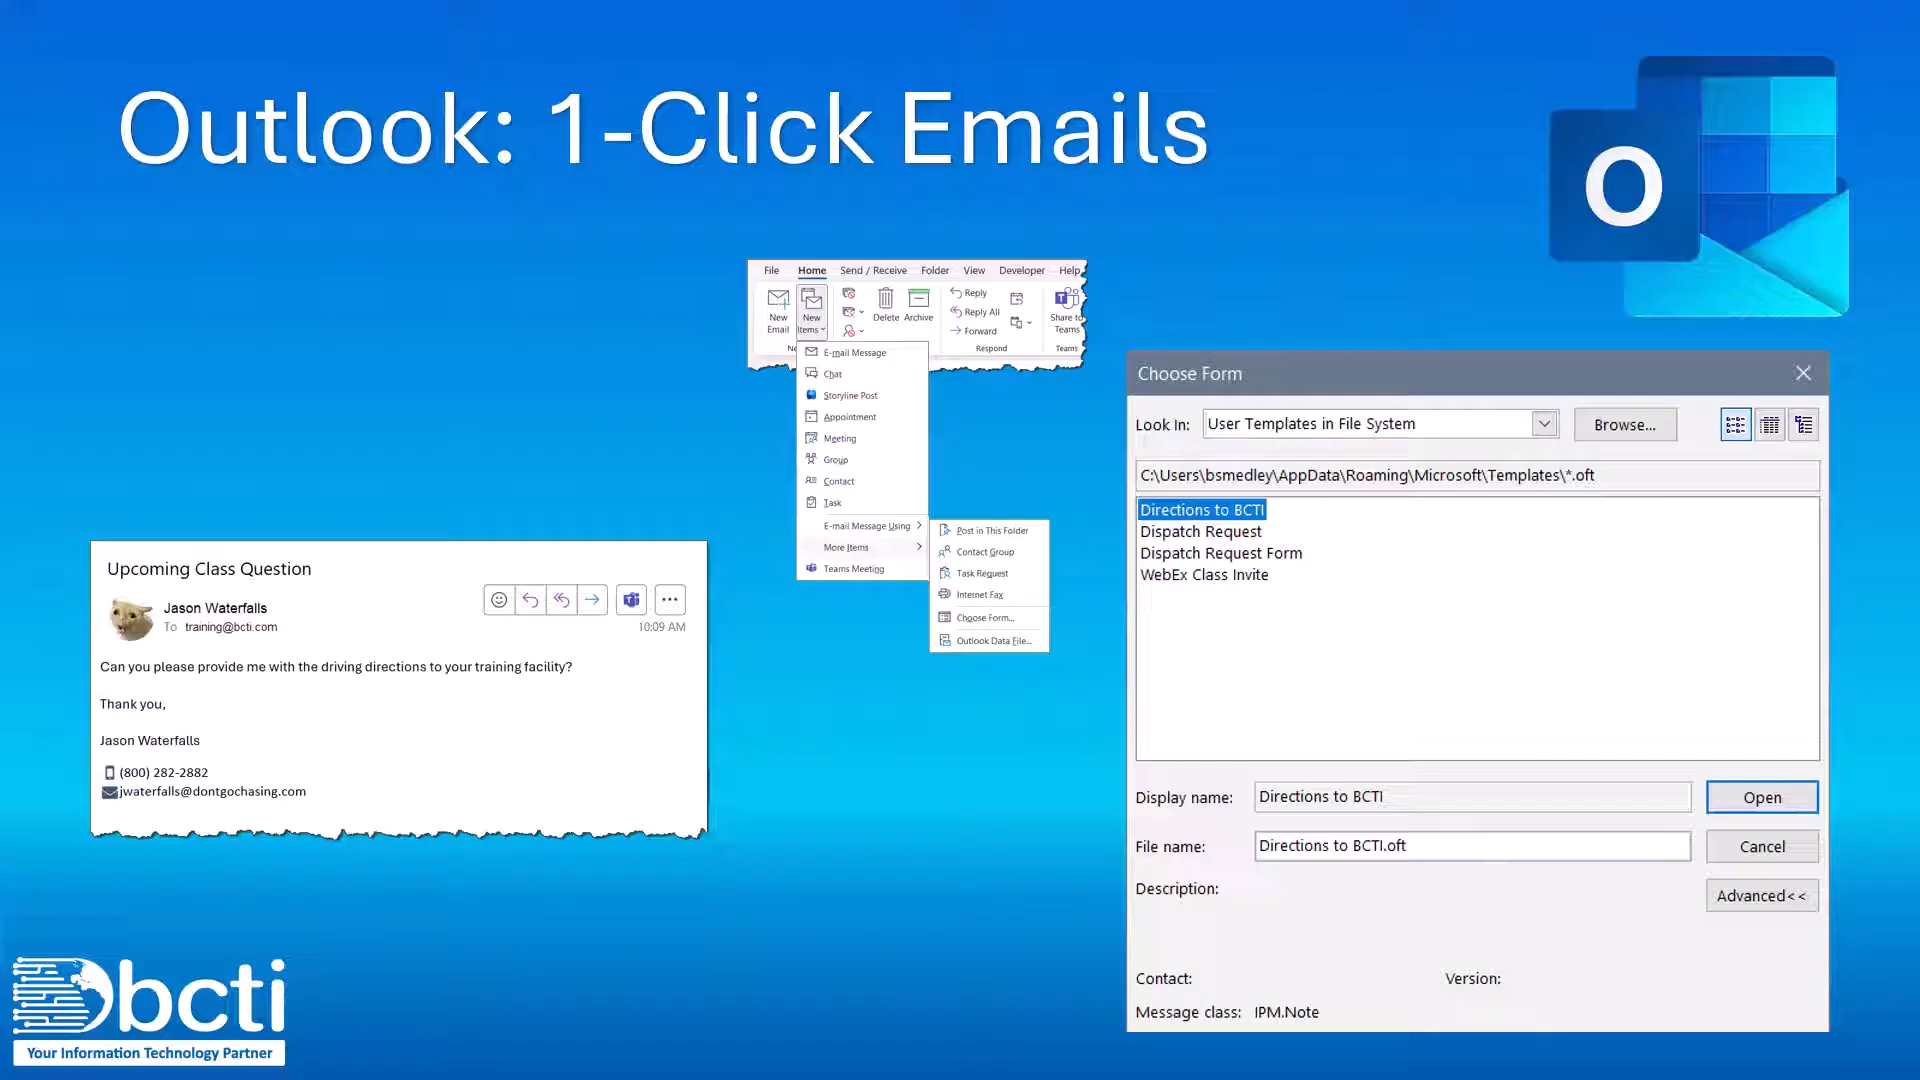 Outlook: 1-Click Emails
O
File Home Send / Receive Folder View Developer Help
New Email
New Items
Delete
Archive
Reply
Reply All
Forward
Share to Teams
Ne
Respond
Teams
E-mail Message
Chat
Storyline Post
Appointment
Meeting
Group
Contact
Task
E-mail Message Using
More Items
Teams Meeting
Post in This Folder
Contact Group
Task Request
Internet Fax
Choose Form...
Outlook Data File...
Upcoming Class Question
Jason Waterfalls
To training@bcti.com
10:09 AM
Can you please provide me with the driving directions to your training facility?
Thank you,
Jason Waterfalls
(800) 282-2882
jwaterfalls@dontgochasing.com
Choose Form
Look In: User Templates in File System Browse...
C:\Users\bsmedley\AppData\Roaming\Microsoft\Templates\*.oft
Directions to BCTI
Dispatch Request
Dispatch Request Form
WebEx Class Invite
Display name: Directions to BCTI Open
File name: Directions to BCTI.oft Cancel
Description:
Advanced<<
Contact: Version:
Message class: IPM.Note
bcti
Your Information Technology Partner